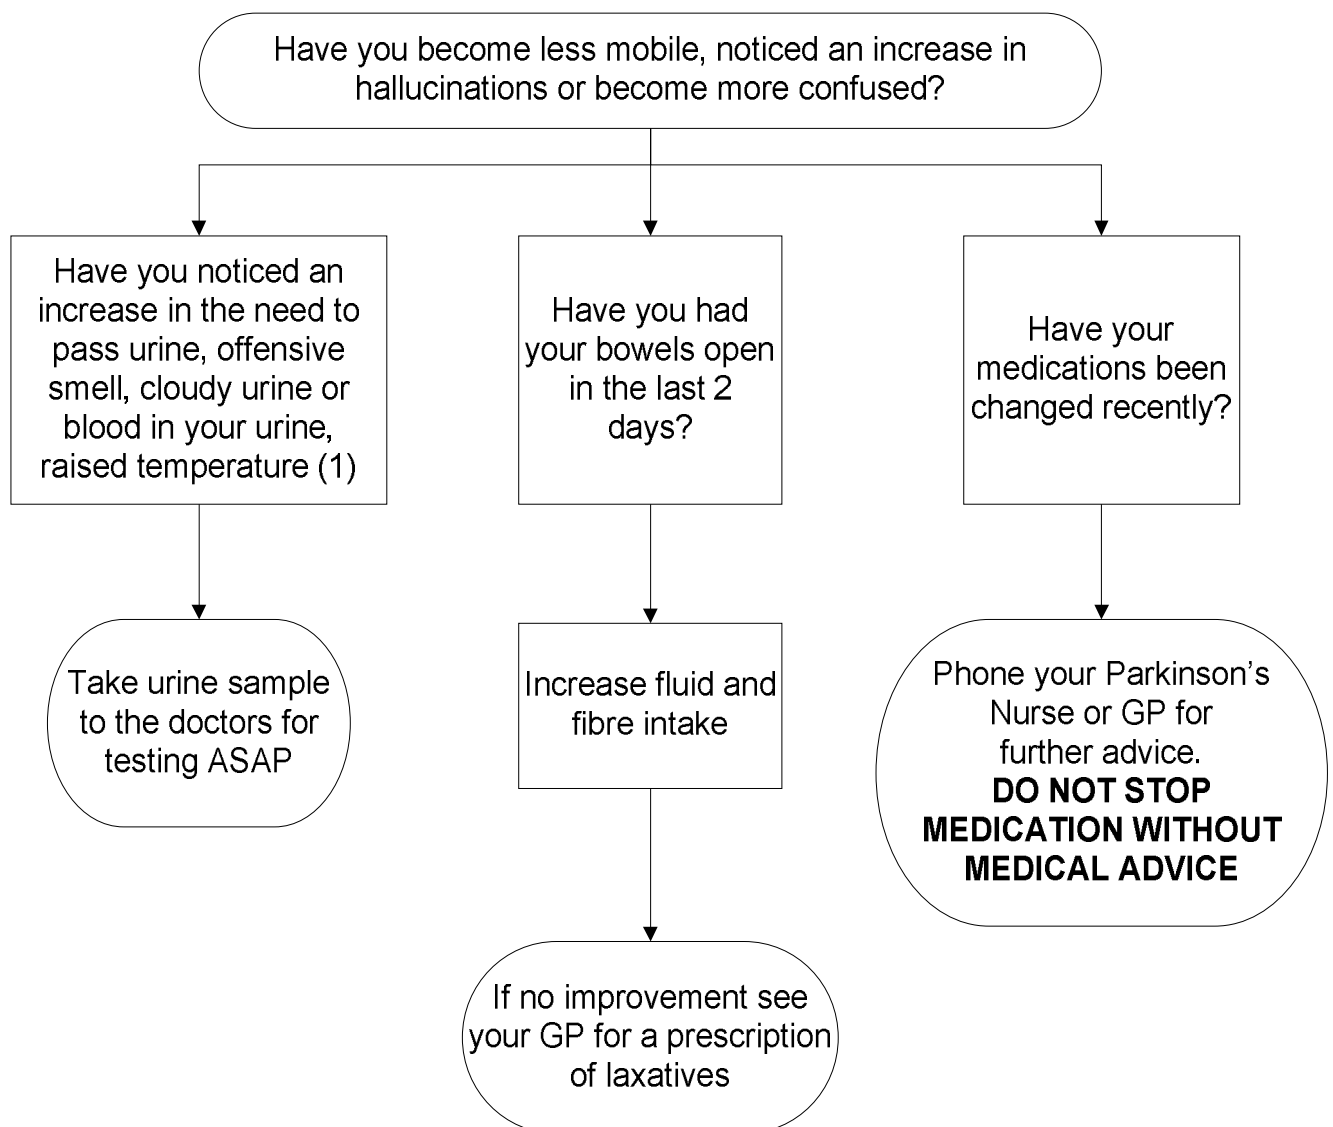 Have you become less mobile, noticed an increase in
hallucinations or become more confused?
Have you noticed an
increase in the need to
pass urine, offensive
smell, cloudy urine or
blood in your urine,
raised temperature (1)
Have you had
your bowels open
in the last 2
days?
Have your
medications been
changed recently?
Take urine sample
to the doctors for
testing ASAP
Increase fluid and
fibre intake
Phone your Parkinson’s
Nurse or GP for
further advice.
DO NOT STOP
MEDICATION WITHOUT
MEDICAL ADVICE
If no improvement see
your GP for a prescription
of laxatives